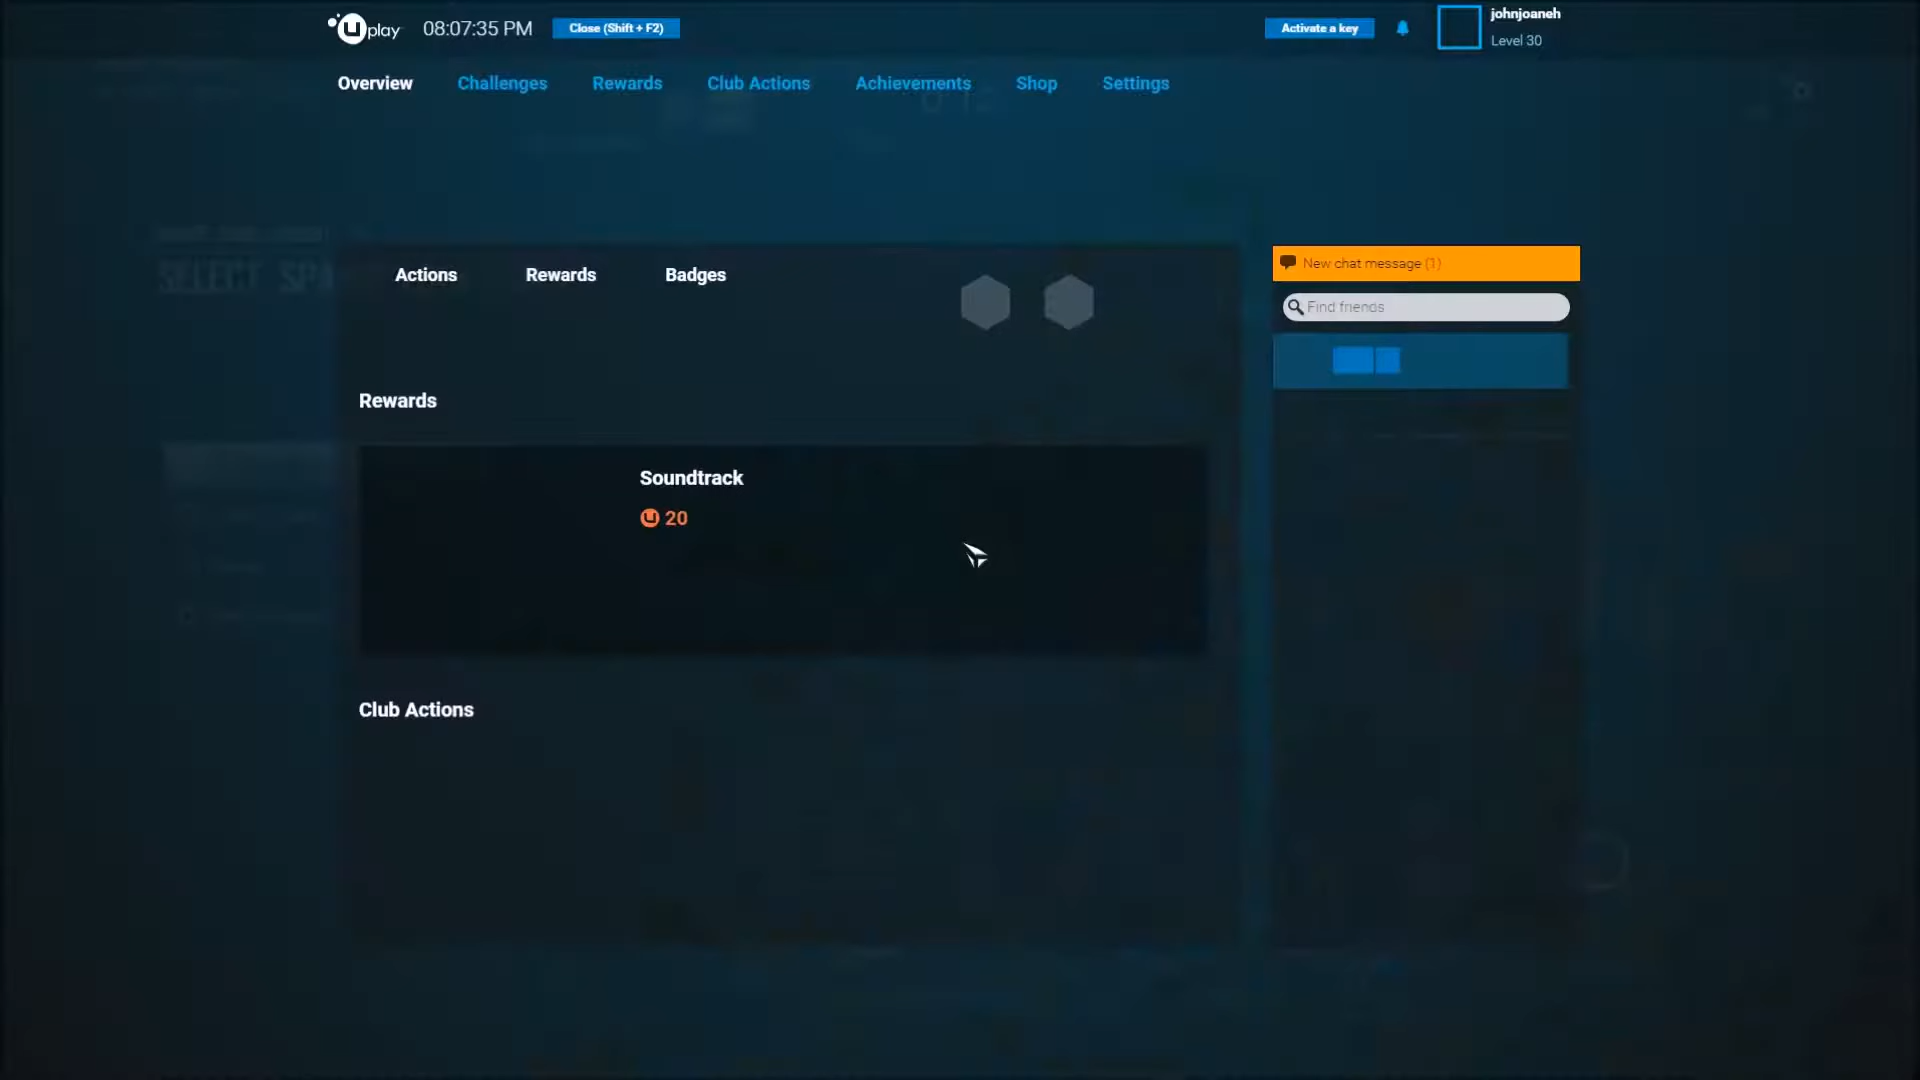 Uplay 08:07:35 PM Close (Shift + F2) Activate a key johnjoaneh
Level 30
Overview Challenges Rewards Club Actions Achievements Shop Settings
SELECT
Actions Rewards Badges
New chat message (1)
Find friends
Rewards
Soundtrack
20
Club Actions